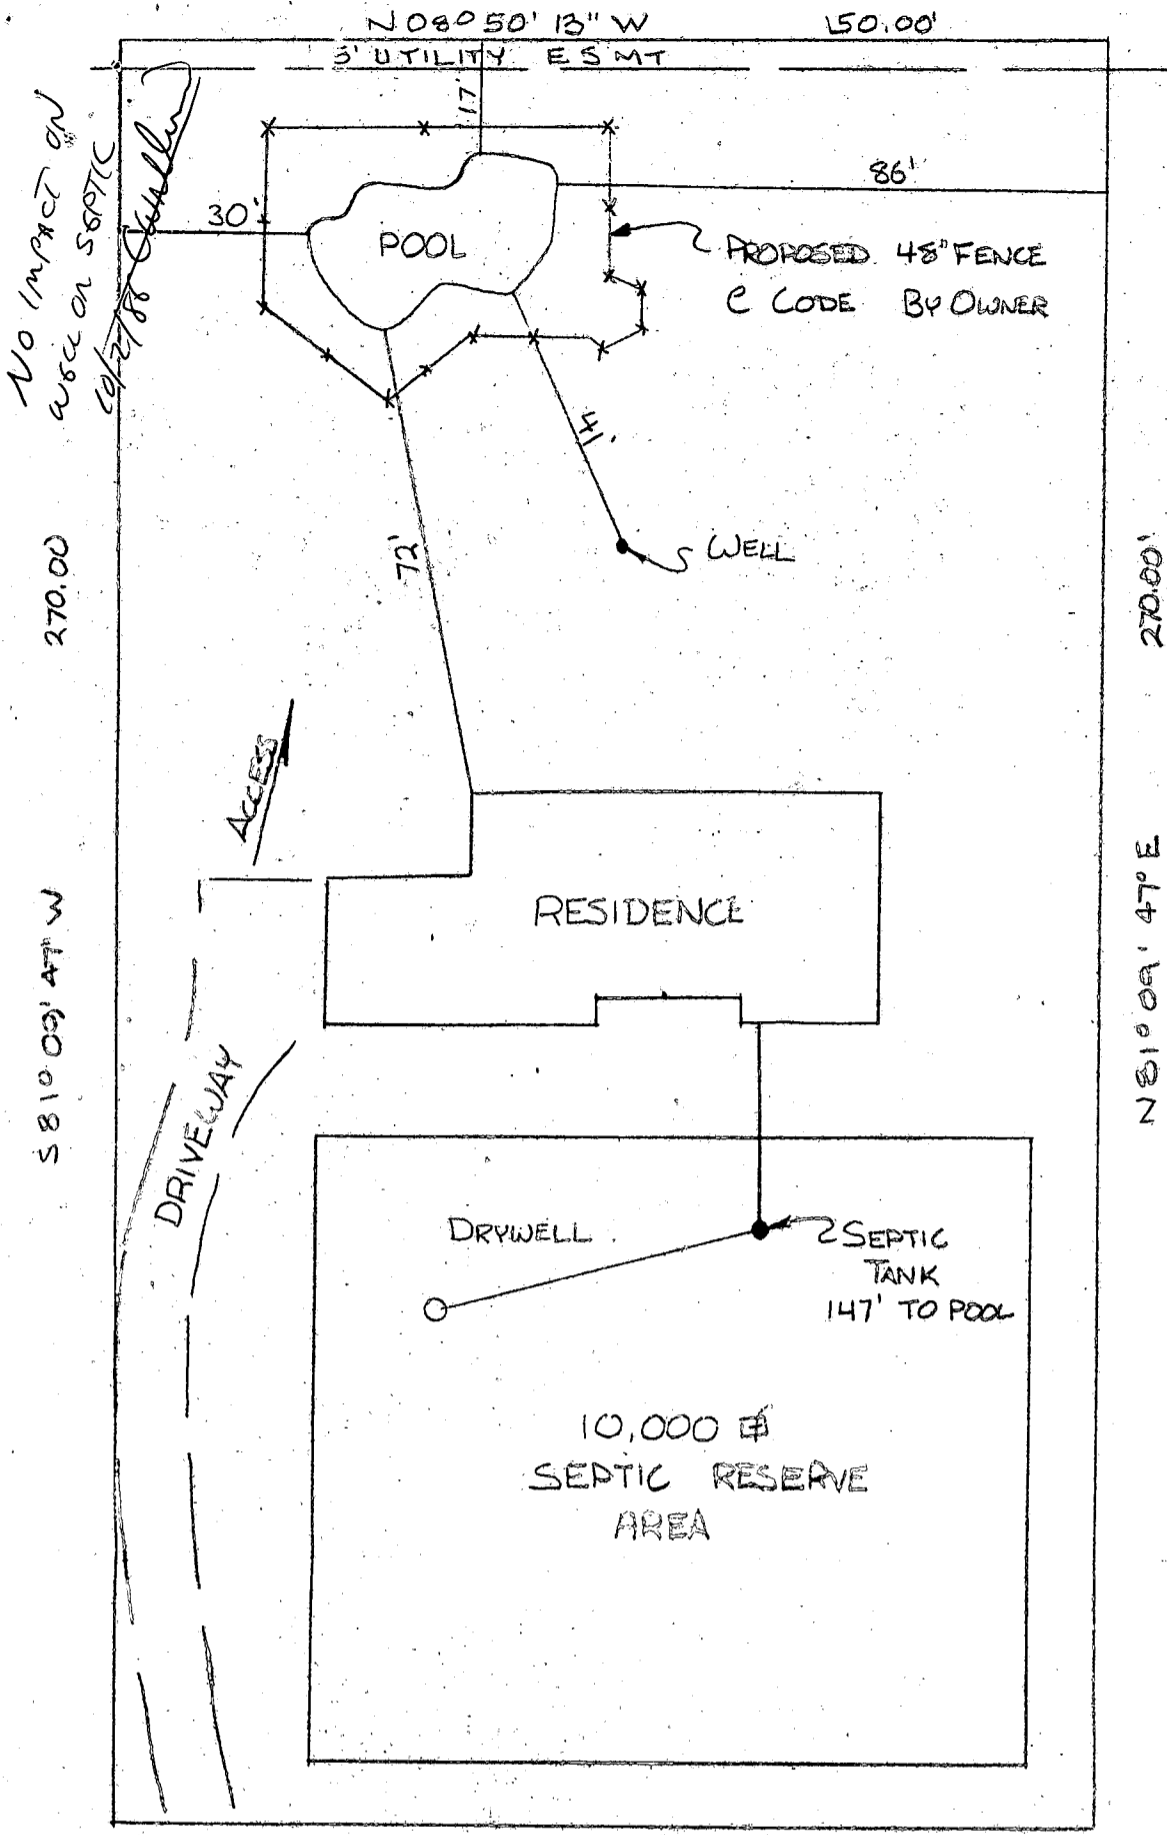 N 08° 50' 13" W 150.00'
5' UTILITY ESMT
NO IMPACT ON
WELL OR SEPTIC
17'
30'
POOL
86'
PROPOSED 48" FENCE
C CODE BY OWNER
41'
72'
WELL
270.00
270.00'
ACCESS
RESIDENCE
S 81° 09' 47" W
N 81° 09' 47" E
DRIVEWAY
DRYWELL
SEPTIC
TANK
147' TO POOL
10,000
SEPTIC RESERVE
AREA